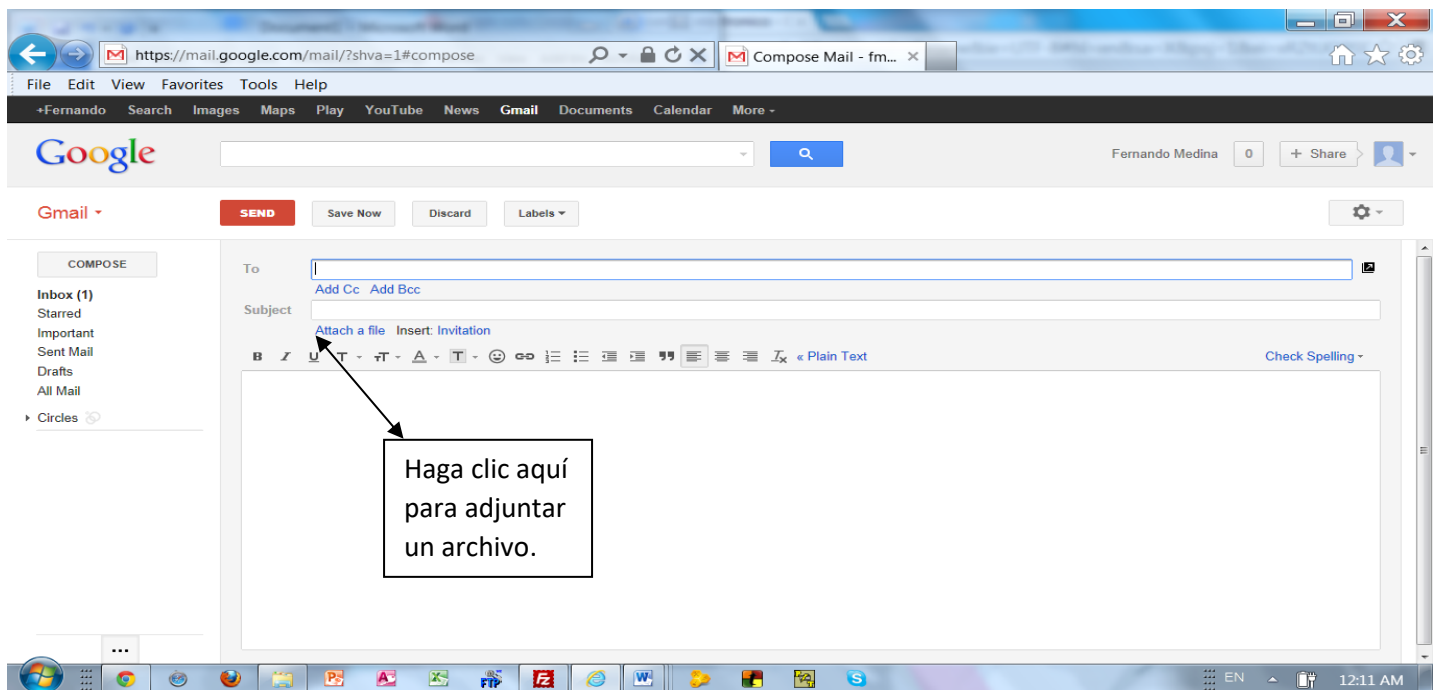 https://mail.google.com/mail/?shva=1#compose
Compose Mail - fm...
File Edit View Favorites Tools Help
+Fernando Search Images Maps Play YouTube News Gmail Documents Calendar More
Google
Fernando Medina 0 + Share
Gmail SEND Save Now Discard Labels
COMPOSE
Inbox (1)
Starred
Important
Sent Mail
Drafts
All Mail
Circles
...
To
Add Cc Add Bcc
Subject
Attach a file Insert: Invitation
B I U T T A T « Plain Text Check Spelling
Haga clic aquí
para adjuntar
un archivo.
FTP
EN 12:11 AM